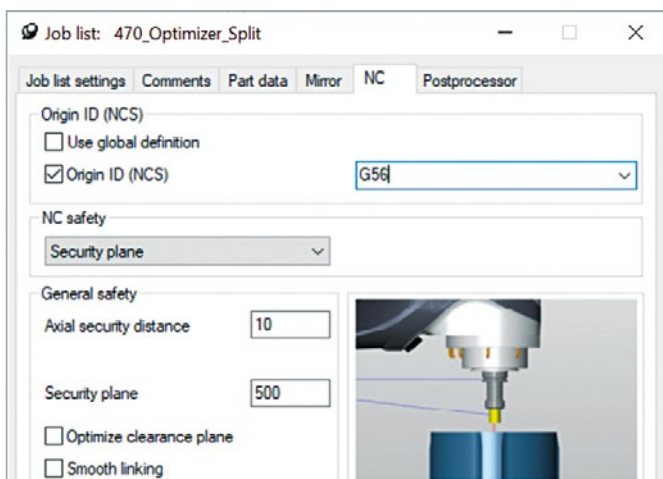 Job list: 470_Optimizer_Split
Job list settings Comments Part data Mirror NC Postprocessor
Origin ID (NCS)
Use global definition
Origin ID (NCS) G56
NC safety
Security plane
General safety
Axial security distance 10
Security plane 500
Optimize clearance plane
Smooth linking